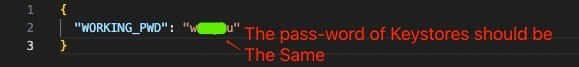 1 {
2 "WORKING_PWD": "w u"
3 }
The pass-word of Keystores should be
The Same